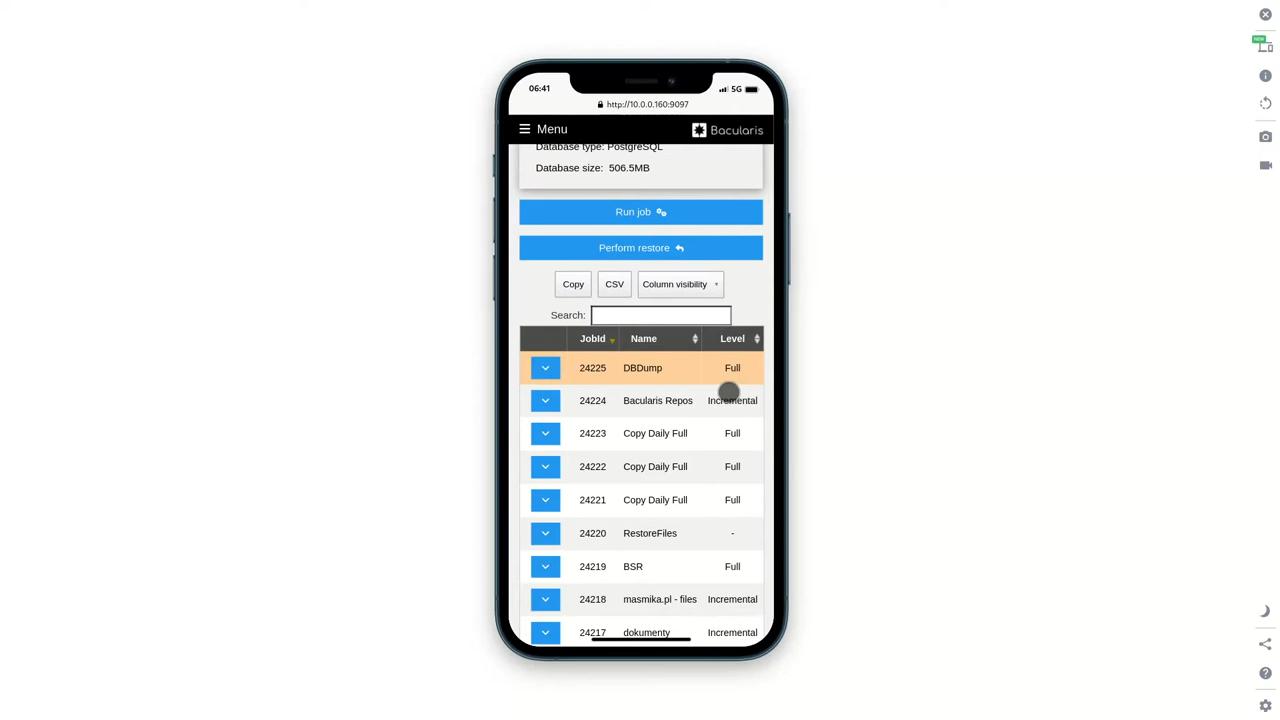 NEW
06:41
5G
http://10.0.0.160:9097
Menu
Bacularis
Database type: PostgreSQL
Database size: 506.5MB
Run job
Perform restore
Copy CSV Column visibility
Search:
JobId Name Level
24225 DBDump Full
24224 Bacularis Repos Incremental
24223 Copy Daily Full Full
24222 Copy Daily Full Full
24221 Copy Daily Full Full
24220 RestoreFiles -
24219 BSR Full
24218 masmika.pl - files Incremental
24217 dokumenty Incremental